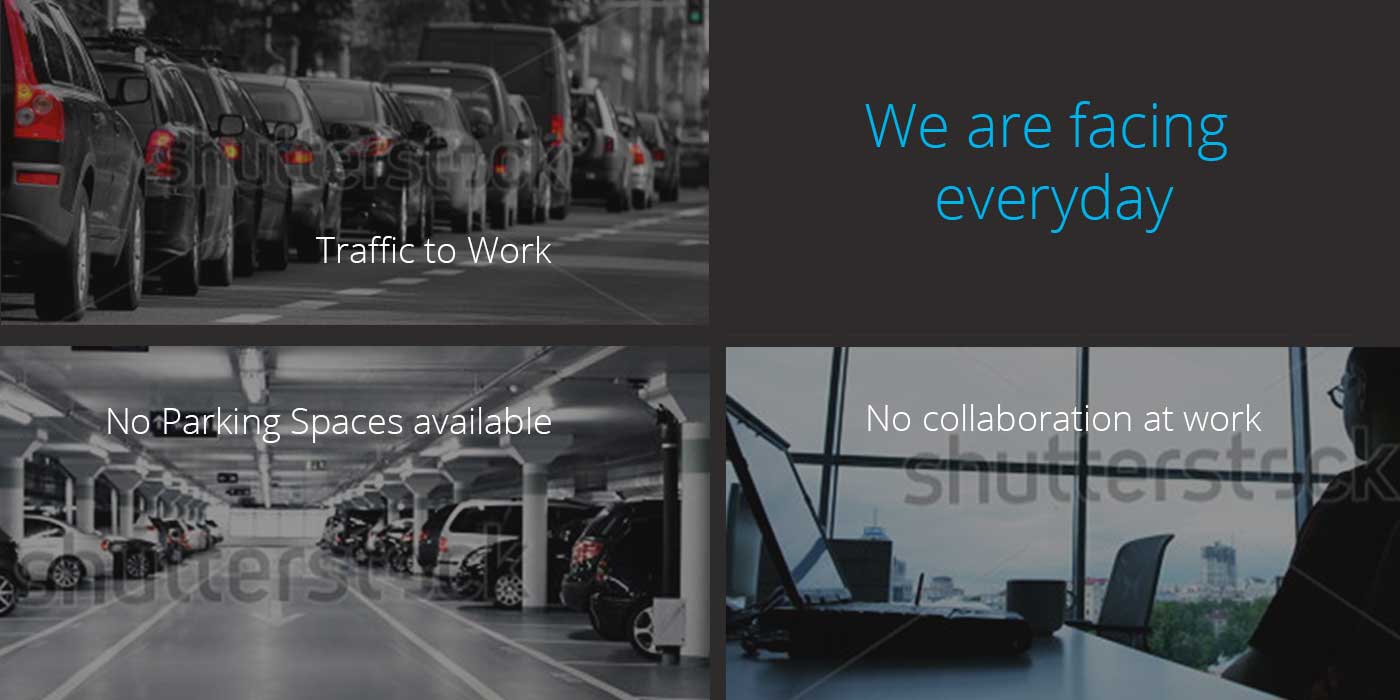 We are facing
everyday
Traffic to Work
shutterstock
No Parking Spaces available
shutterstock
No collaboration at work
shutterstock